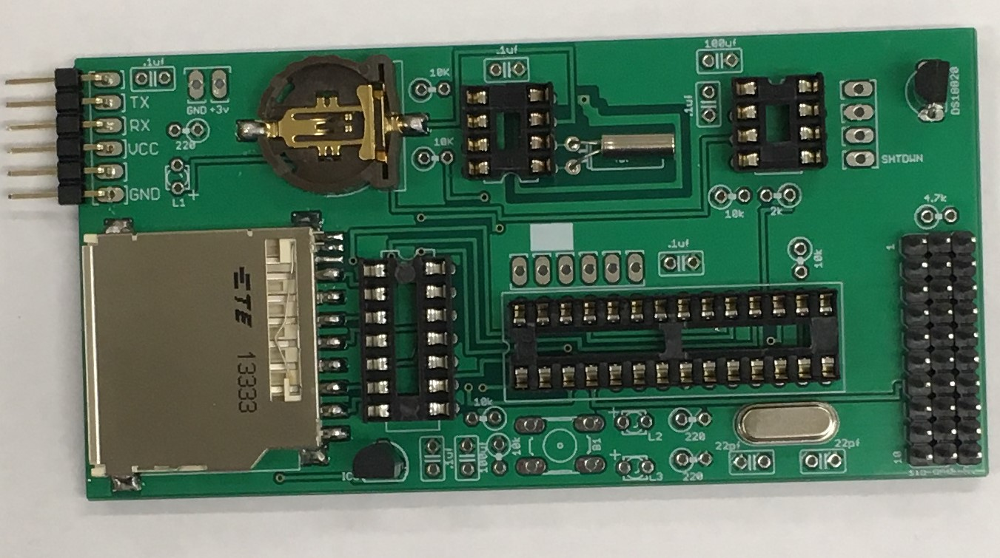 .1uf
TX
RX
VCC
GND
GND +3v
220
L1 +
10K
10K
.1uf
100uf
.1uf
DS18B20
SHTDWN
10k
2k
4.7k
1
10
10k
.1uf
TE 13333
10k
IC
.1uf
100uf
10k
B1
+
L2
+
L3
220
220
22pf
22pf